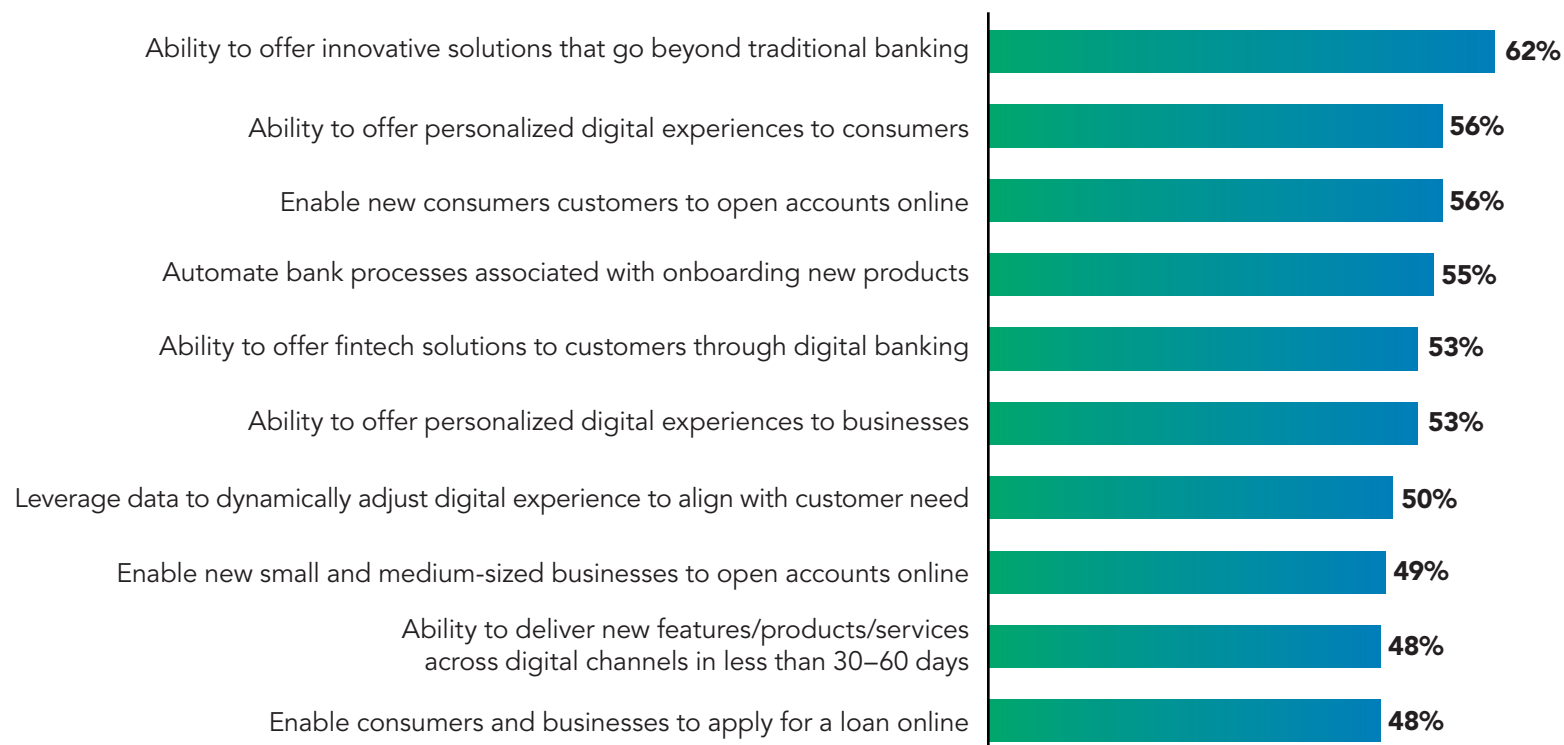 Ability to offer innovative solutions that go beyond traditional banking 62%
Ability to offer personalized digital experiences to consumers 56%
Enable new consumers customers to open accounts online 56%
Automate bank processes associated with onboarding new products 55%
Ability to offer fintech solutions to customers through digital banking 53%
Ability to offer personalized digital experiences to businesses 53%
Leverage data to dynamically adjust digital experience to align with customer need 50%
Enable new small and medium-sized businesses to open accounts online 49%
Ability to deliver new features/products/services
across digital channels in less than 30–60 days 48%
Enable consumers and businesses to apply for a loan online 48%